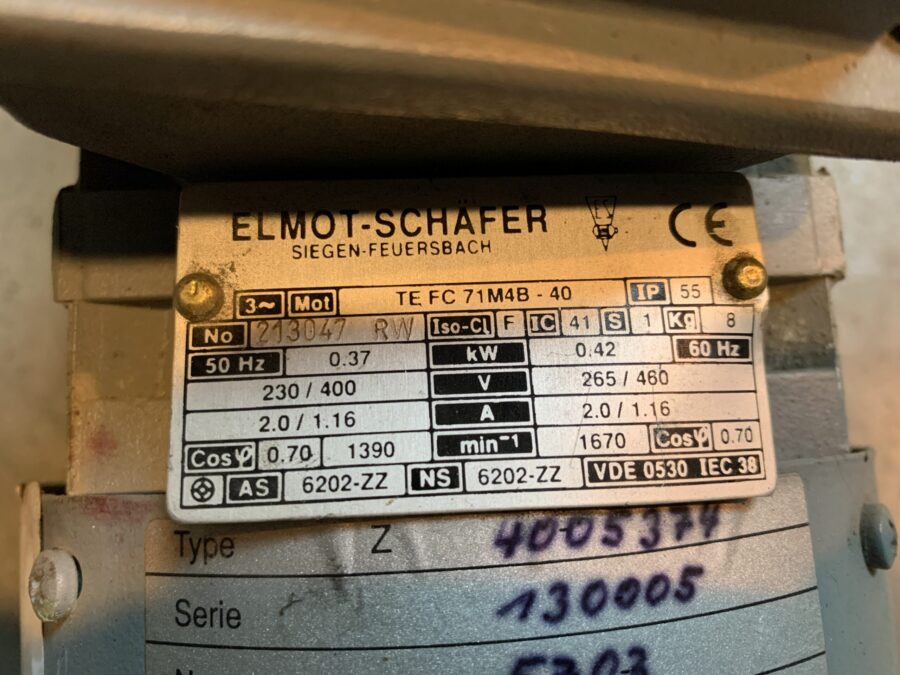 ELMOT-SCHÄFER
SIEGEN-FEUERSBACH
ES
CE
3~ Mot TE FC 71M4B - 40 IP 55
No 213047 RW Iso-Cl F IC 41 S 1 Kg 8
50 Hz 0.37 kW 0.42 60 Hz
230 / 400 V 265 / 460
2.0 / 1.16 A 2.0 / 1.16
Cosφ 0.70 1390 min⁻¹ 1670 Cosφ 0.70
AS 6202-ZZ NS 6202-ZZ VDE 0530 IEC 38
Type Z 4005374
Serie 130005